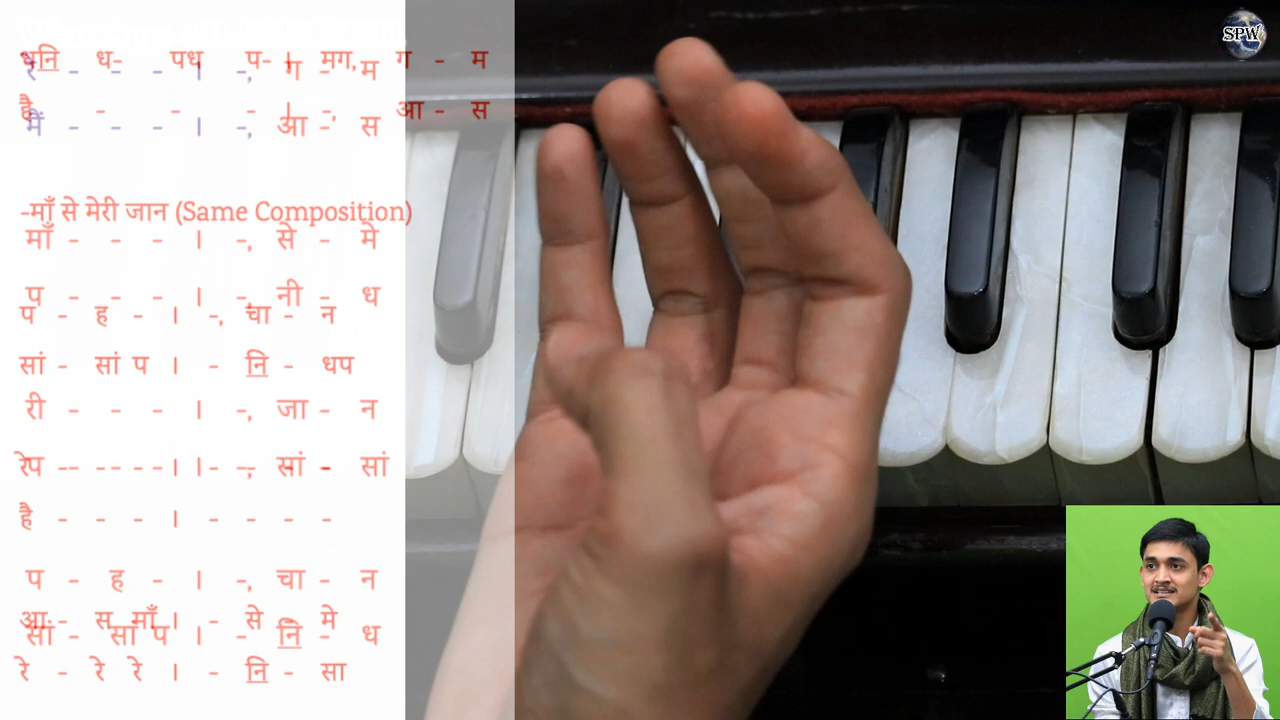 SPW
धनि ध- पध प- । मग, ग - म
रे - - - । -, ग - म
है - - - । -, आ - स
में - - - । -, आ - स
-माँ से मेरी जान (Same Composition)
माँ - - - । -, से - मे
प - - - । -, नी - ध
प - ह - । -, चा - न
सां - सां प । - नि - धप
री - - - । -, जा - न
रे - - - । -, सां - सां
है - - - । - - - -
प - ह - । -, चा - न
आ - स माँ । - से - मे
सां - सां प । - नि - ध
रे - रे रे । - नि - सा